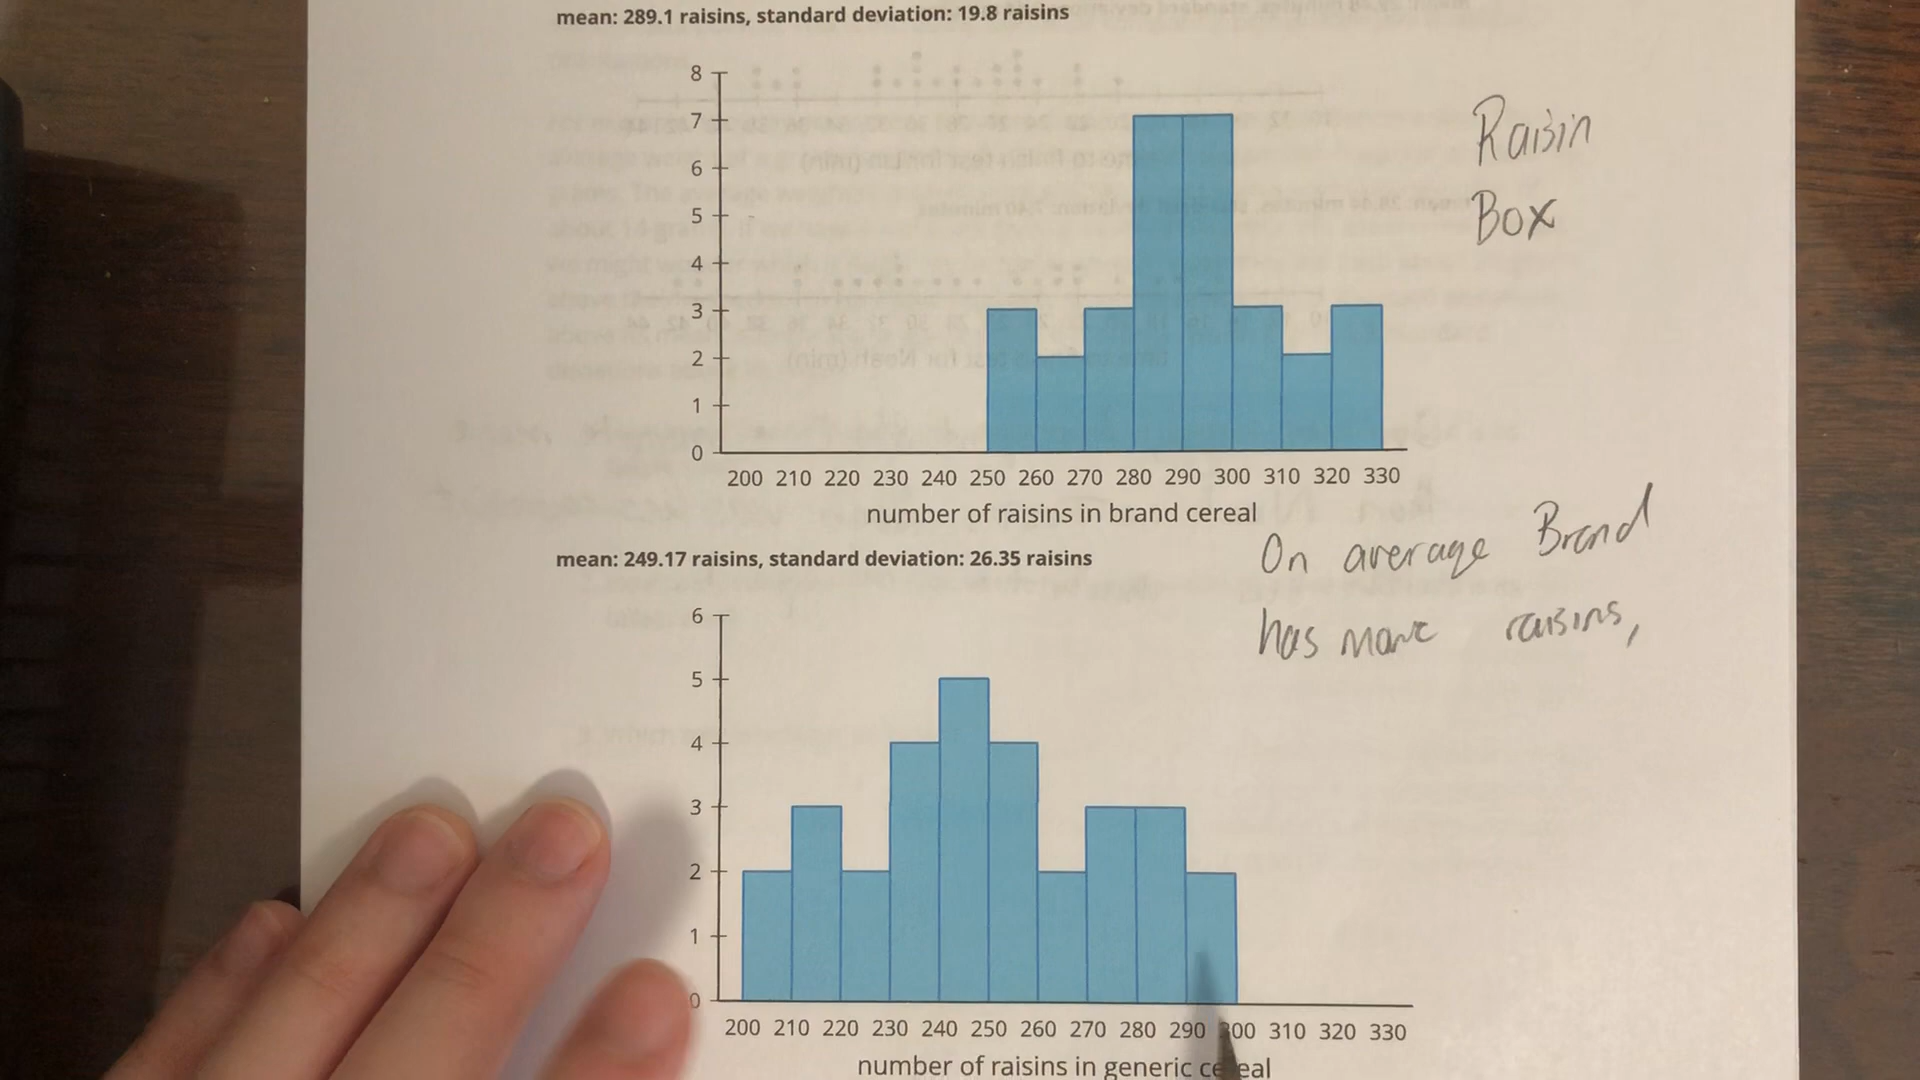 mean: 289.1 raisins, standard deviation: 19.8 raisins
8
7
6
5
4
3
2
1
0
200 210 220 230 240 250 260 270 280 290 300 310 320 330
number of raisins in brand cereal
Raisin
Box
mean: 249.17 raisins, standard deviation: 26.35 raisins
On average Brand
has more raisins,
6
5
4
3
2
1
0
200 210 220 230 240 250 260 270 280 290 300 310 320 330
number of raisins in generic cereal